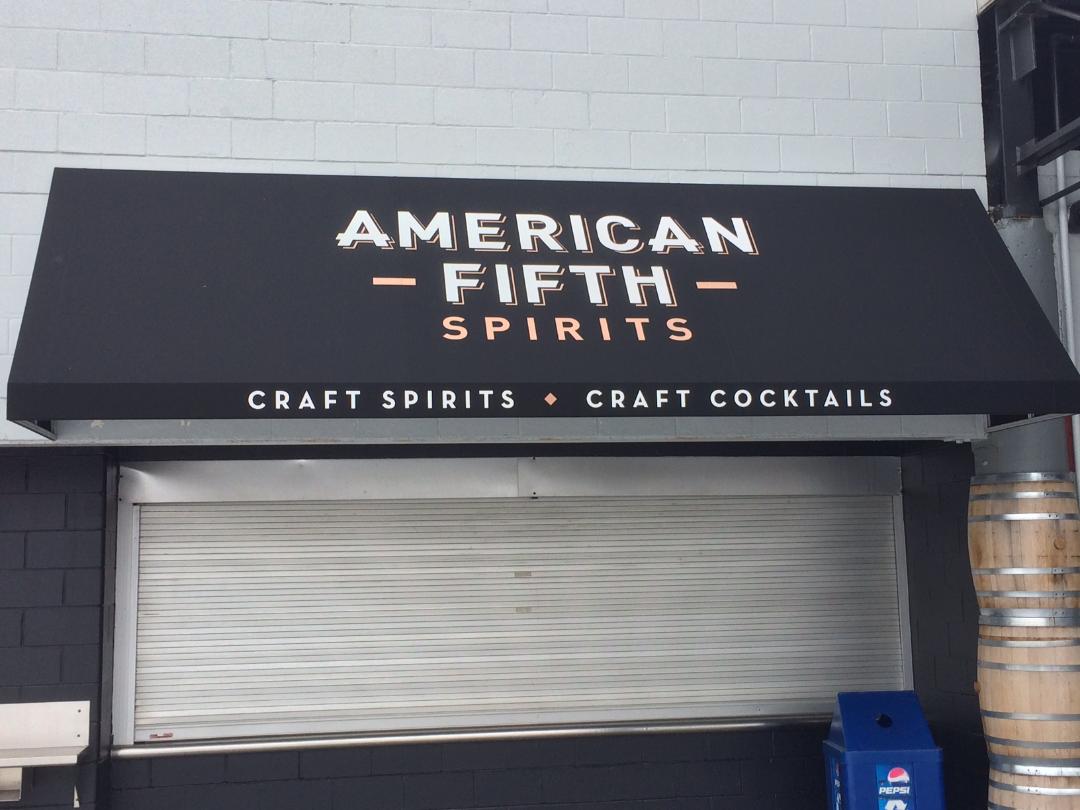 AMERICAN
FIFTH
SPIRITS
CRAFT SPIRITS ◆ CRAFT COCKTAILS
PEPSI